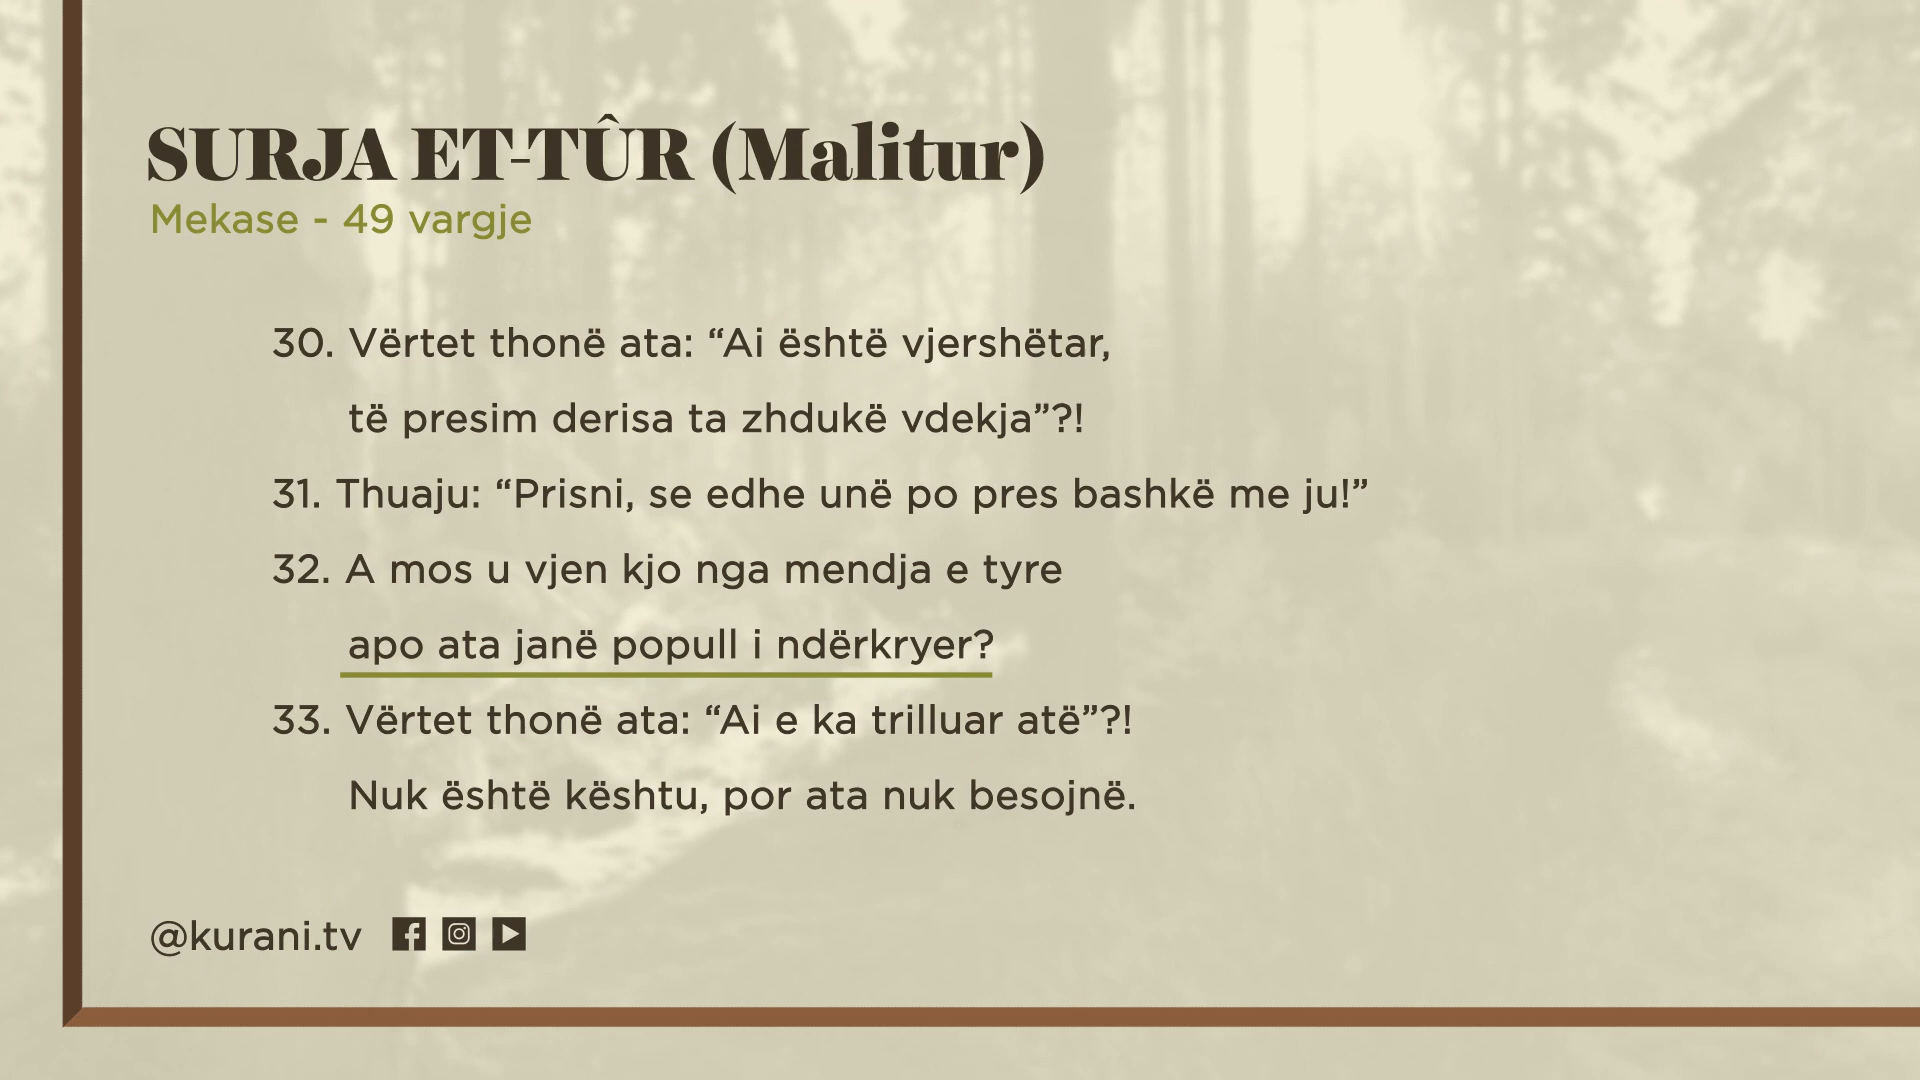 SURJA ET-TÛR (Malitur)
Mekase - 49 vargje
30. Vërtet thonë ata: “Ai është vjershëtar,
të presim derisa ta zhdukë vdekja”?!
31. Thuaju: “Prisni, se edhe unë po pres bashkë me ju!”
32. A mos u vjen kjo nga mendja e tyre
apo ata janë popull i ndërkryer?
33. Vërtet thonë ata: “Ai e ka trilluar atë”?!
Nuk është kështu, por ata nuk besojnë.
@kurani.tv